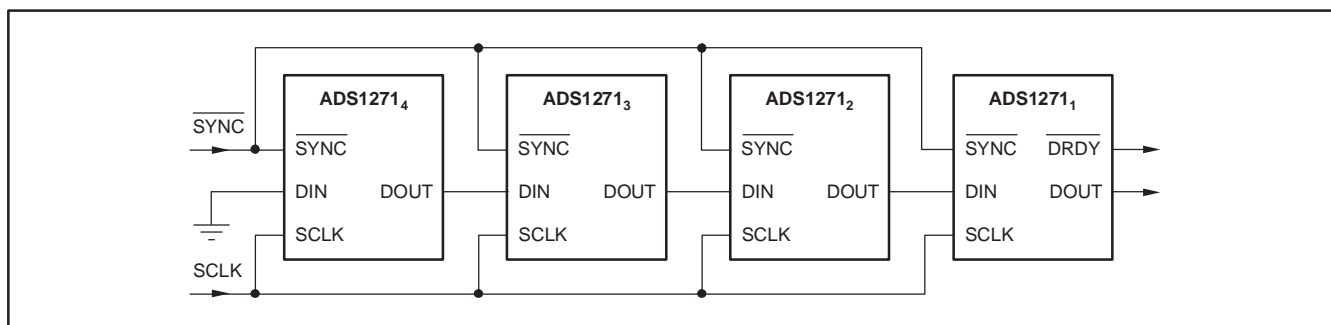 ADS1271₄ ADS1271₃ ADS1271₂ ADS1271₁
SYNC
SYNC SYNC SYNC SYNC DRDY
DIN DOUT DIN DOUT DIN DOUT DIN DOUT
SCLK SCLK SCLK SCLK
SCLK